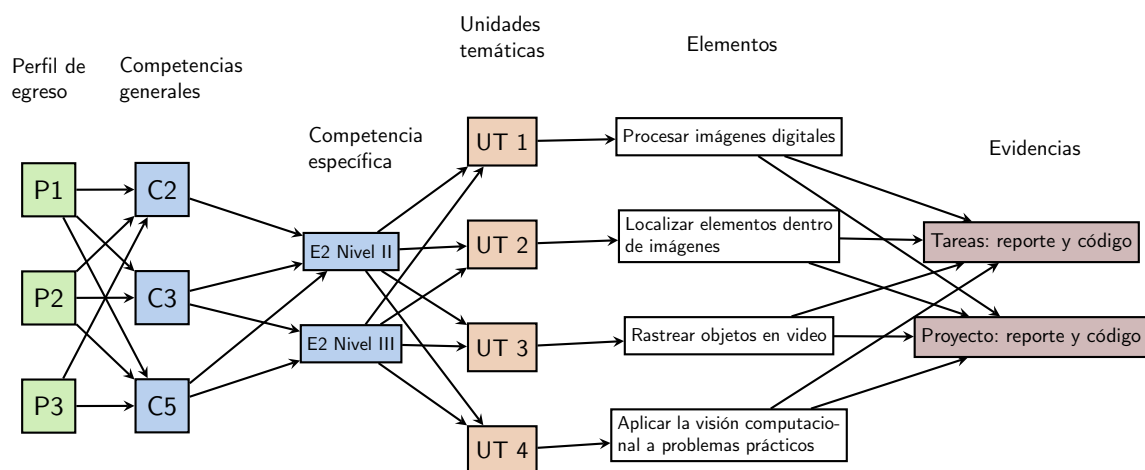 Unidades
temáticas
Elementos
Perfil de
egreso
Competencias
generales
Competencia
específica
Evidencias
P1
P2
P3
C2
C3
C5
E2 Nivel II
E2 Nivel III
UT 1
UT 2
UT 3
UT 4
Procesar imágenes digitales
Localizar elementos dentro
de imágenes
Rastrear objetos en video
Aplicar la visión computacio-
nal a problemas prácticos
Tareas: reporte y código
Proyecto: reporte y código